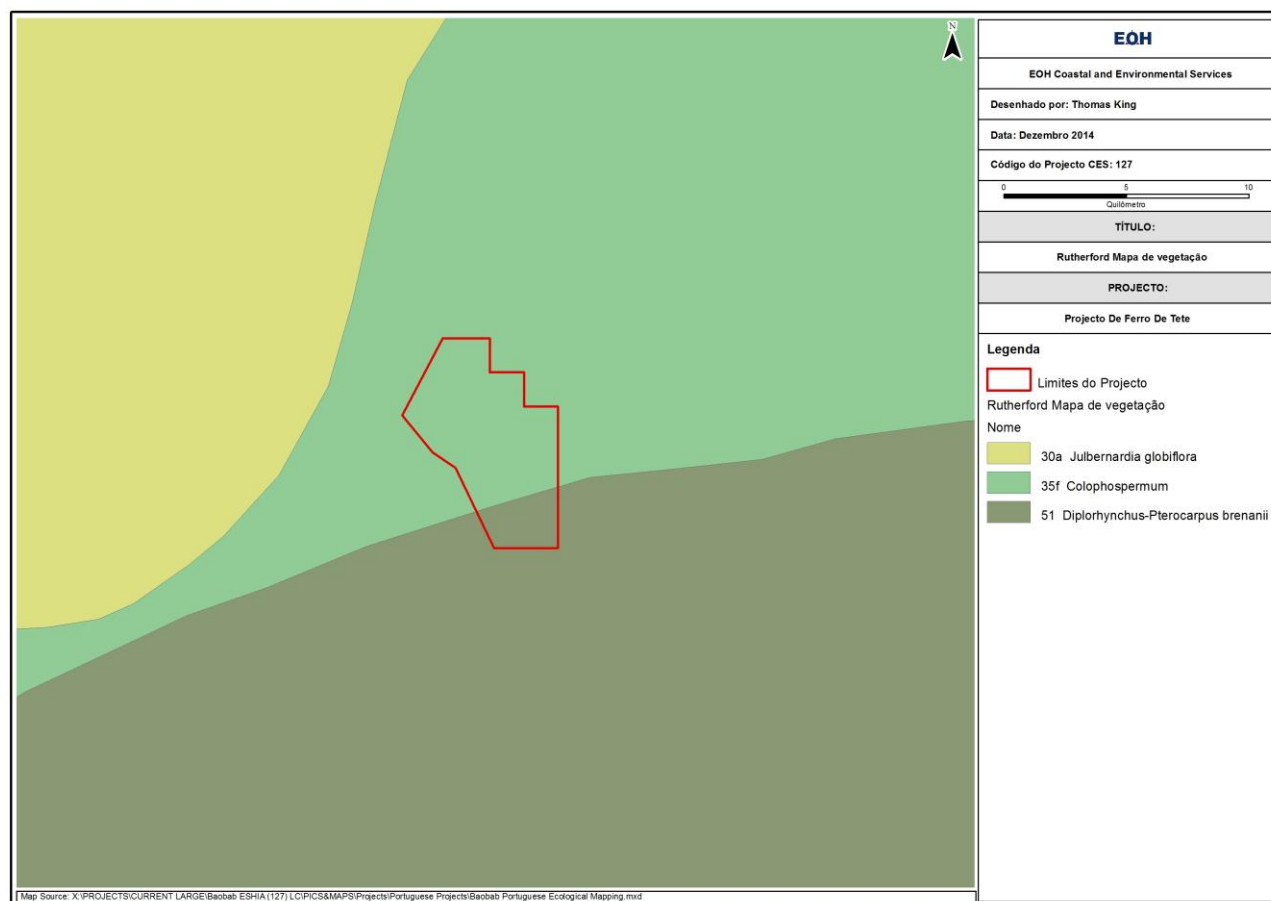 N
EOH
EOH Coastal and Environmental Services
Desenhado por: Thomas King
Data: Dezembro 2014
Código do Projecto CES: 127
0 5 10
Quilômetro
TÍTULO:
Rutherford Mapa de vegetação
PROJECTO:
Projecto De Ferro De Tete
Legenda
Limites do Projecto
Rutherford Mapa de vegetação
Nome
30a Julbernardia globiflora
35f Colophospermum
51 Diplorhynchus-Pterocarpus brenanii
Map Source: X:\PROJECTS\CURRENT LARGE\Baobab ESHIA (127) LC\PICS&MAPS\Projects\Portuguese Projects\Baobab Portuguese Ecological Mapping.mxd